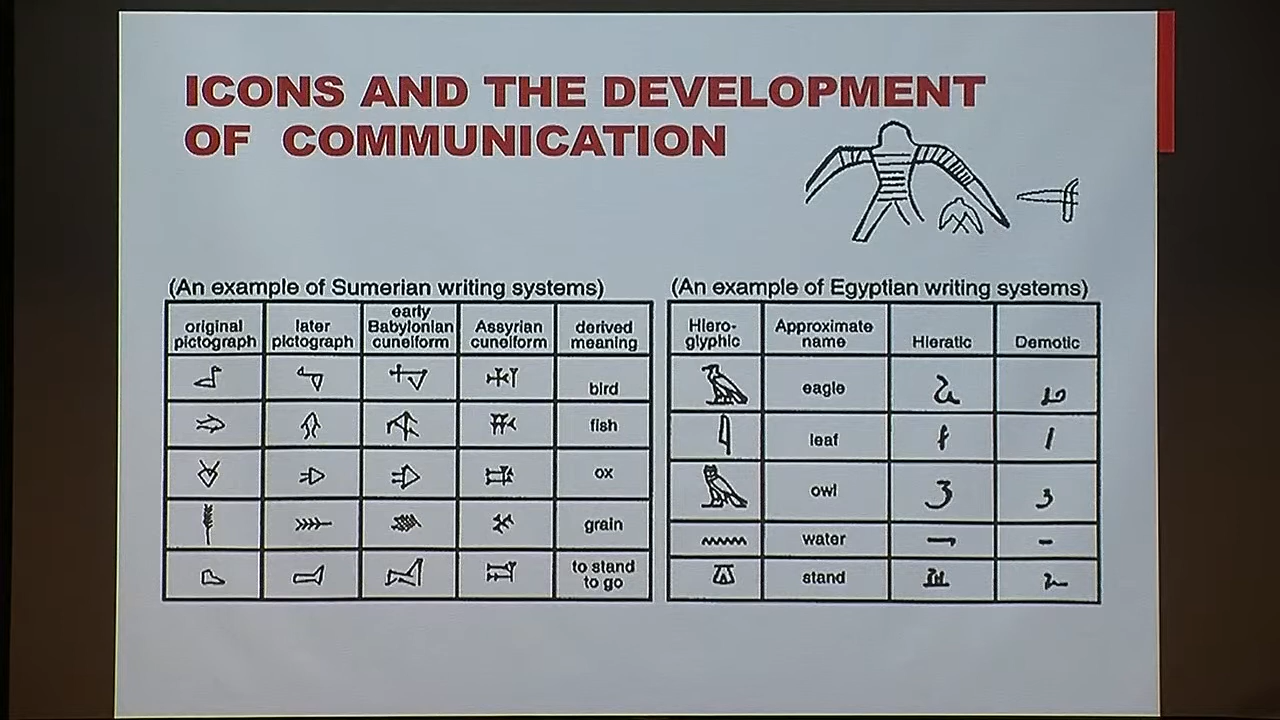 ICONS AND THE DEVELOPMENT
OF COMMUNICATION
(An example of Sumerian writing systems)
original pictograph
later pictograph
early Babylonian cuneiform
Assyrian cuneiform
derived meaning
bird
fish
ox
grain
to stand
to go
(An example of Egyptian writing systems)
Hiero-
glyphic
Approximate
name
Hieratic
Demotic
eagle
leaf
owl
water
stand